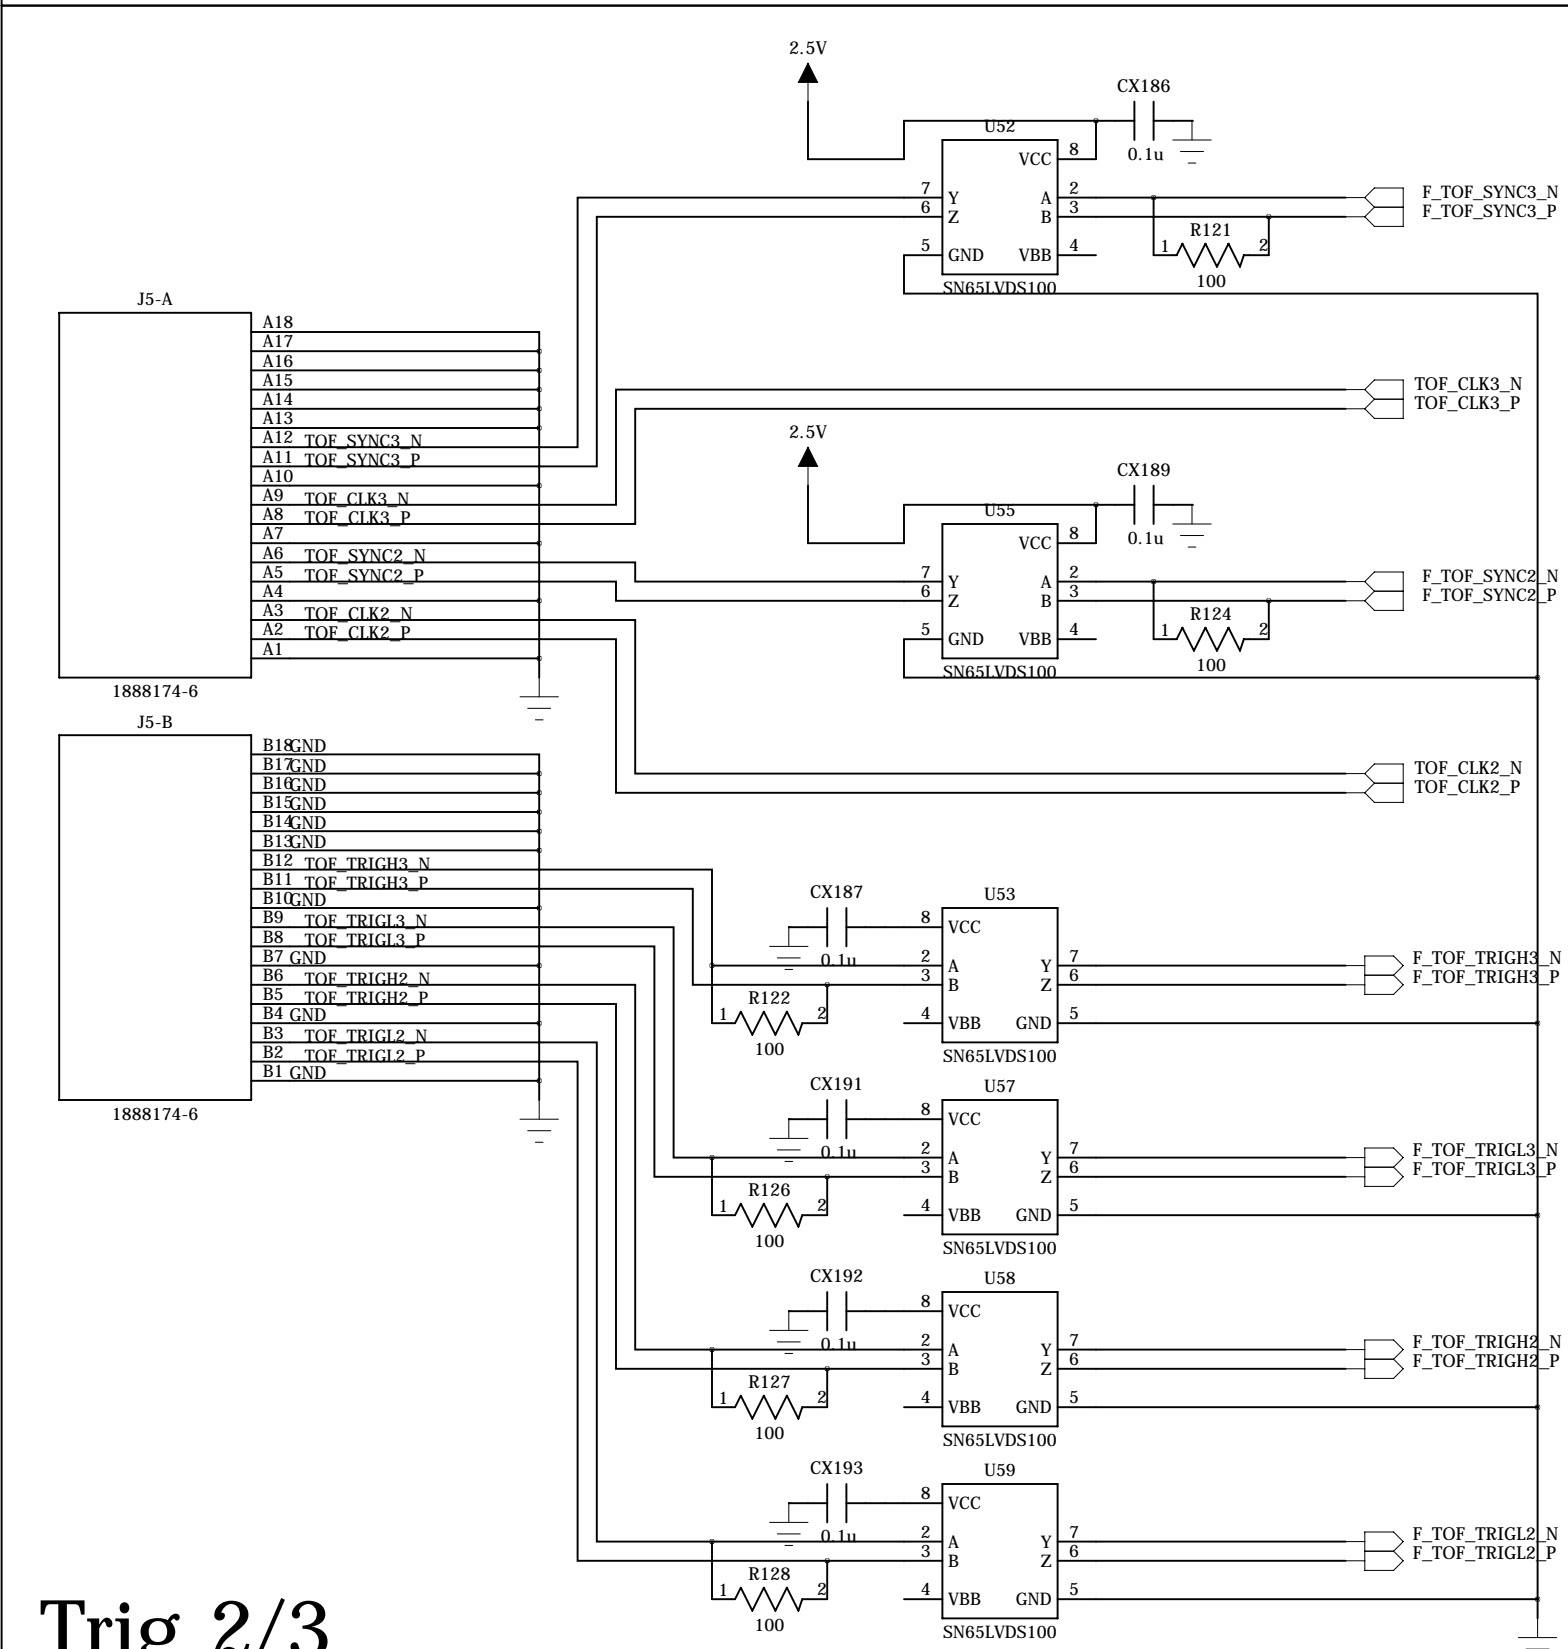 2.5V
CX186
0.1u
U52
VCC 8
7 Y A 2
6 Z B 3
5 GND VBB 4
SN65LVDS100
F_TOF_SYNC3_N
F_TOF_SYNC3_P
R121
1 2
100
J5-A
A18
A17
A16
A15
A14
A13
A12 TOF_SYNC3_N
A11 TOF_SYNC3_P
A10
A9 TOF_CLK3_N
A8 TOF_CLK3_P
A7
A6 TOF_SYNC2_N
A5 TOF_SYNC2_P
A4
A3 TOF_CLK2_N
A2 TOF_CLK2_P
A1
1888174-6
TOF_CLK3_N
TOF_CLK3_P
2.5V
CX189
0.1u
U55
VCC 8
7 Y A 2
6 Z B 3
5 GND VBB 4
SN65LVDS100
F_TOF_SYNC2_N
F_TOF_SYNC2_P
R124
1 2
100
TOF_CLK2_N
TOF_CLK2_P
J5-B
B18 GND
B17 GND
B16 GND
B15 GND
B14 GND
B13 GND
B12 TOF_TRIGH3_N
B11 TOF_TRIGH3_P
B10 GND
B9 TOF_TRIGL3_N
B8 TOF_TRIGL3_P
B7 GND
B6 TOF_TRIGH2_N
B5 TOF_TRIGH2_P
B4 GND
B3 TOF_TRIGL2_N
B2 TOF_TRIGL2_P
B1 GND
1888174-6
CX187
0.1u
U53
8 VCC
2 A Y 7
3 B Z 6
4 VBB GND 5
SN65LVDS100
R122
1 2
100
F_TOF_TRIGH3_N
F_TOF_TRIGH3_P
CX191
0.1u
U57
8 VCC
2 A Y 7
3 B Z 6
4 VBB GND 5
SN65LVDS100
R126
1 2
100
F_TOF_TRIGL3_N
F_TOF_TRIGL3_P
CX192
0.1u
U58
8 VCC
2 A Y 7
3 B Z 6
4 VBB GND 5
SN65LVDS100
R127
1 2
100
F_TOF_TRIGH2_N
F_TOF_TRIGH2_P
CX193
0.1u
U59
8 VCC
2 A Y 7
3 B Z 6
4 VBB GND 5
SN65LVDS100
R128
1 2
100
F_TOF_TRIGL2_N
F_TOF_TRIGL2_P
Trig 2/3